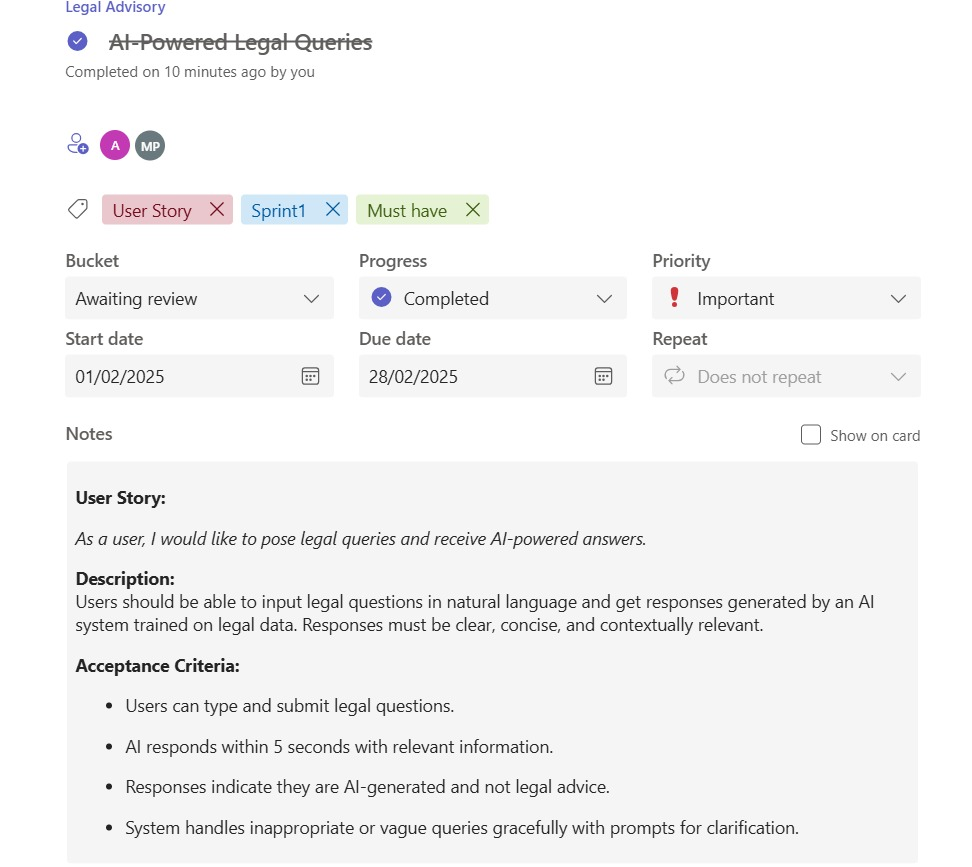 Legal Advisory
AI-Powered Legal Queries
Completed on 10 minutes ago by you
A MP
User Story Sprint1 Must have
Bucket Progress Priority
Awaiting review Completed Important
Start date Due date Repeat
01/02/2025 28/02/2025 Does not repeat
Notes Show on card
User Story:
As a user, I would like to pose legal queries and receive AI-powered answers.
Description:
Users should be able to input legal questions in natural language and get responses generated by an AI
system trained on legal data. Responses must be clear, concise, and contextually relevant.
Acceptance Criteria:
• Users can type and submit legal questions.
• AI responds within 5 seconds with relevant information.
• Responses indicate they are AI-generated and not legal advice.
• System handles inappropriate or vague queries gracefully with prompts for clarification.